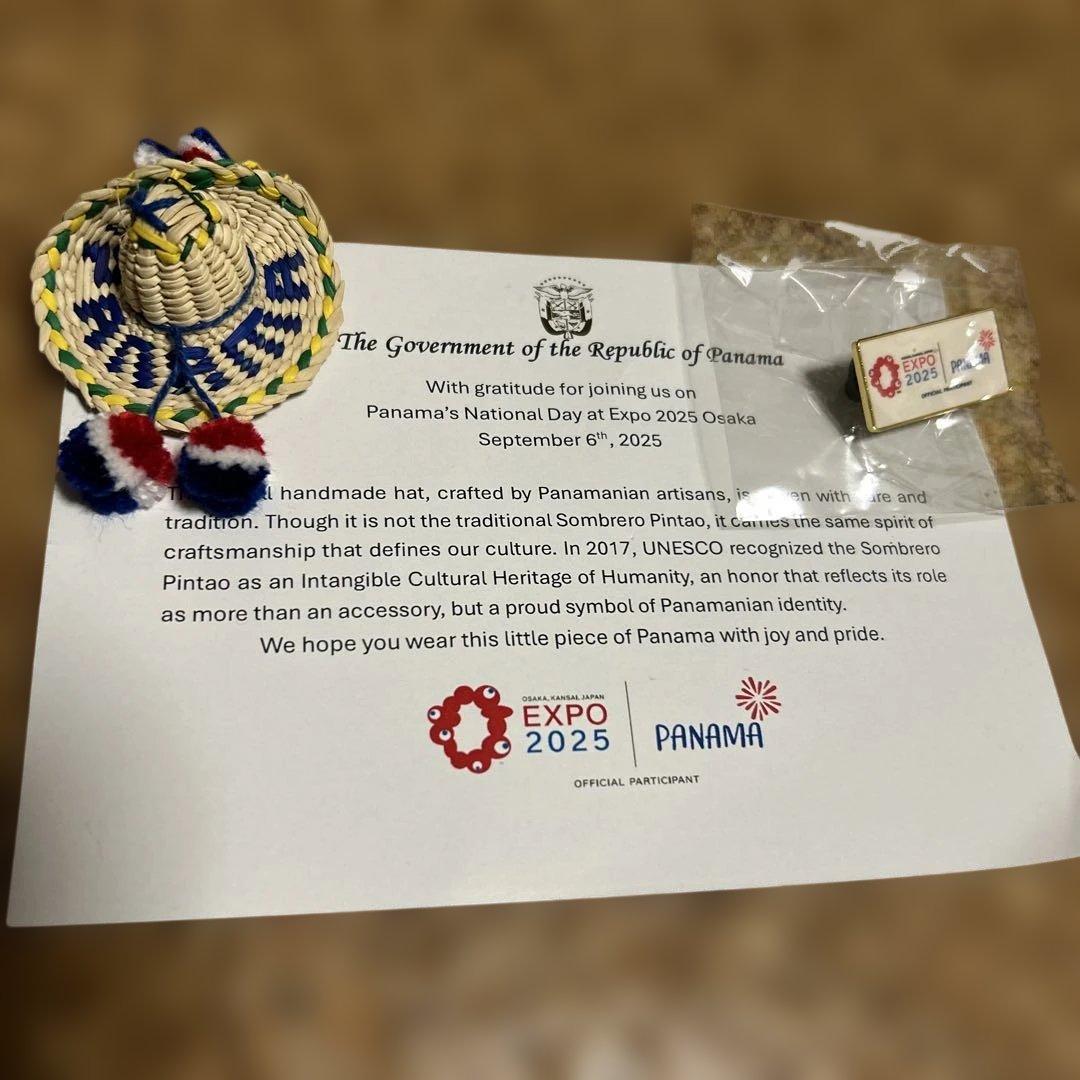 The Government of the Republic of Panama
With gratitude for joining us on
Panama's National Day at Expo 2025 Osaka
September 6th, 2025
handmade hat, crafted by Panamanian artisans, is with care and
tradition. Though it is not the traditional Sombrero Pintao, it carries the same spirit of
craftsmanship that defines our culture. In 2017, UNESCO recognized the Sombrero
Pintao as an Intangible Cultural Heritage of Humanity, an honor that reflects its role
as more than an accessory, but a proud symbol of Panamanian identity.
We hope you wear this little piece of Panama with joy and pride.
OSAKA, KANSAI, JAPAN
EXPO
2025
PANAMA
OFFICIAL PARTICIPANT
EXPO
2025
PANAMA
OFFICIAL PARTICIPANT